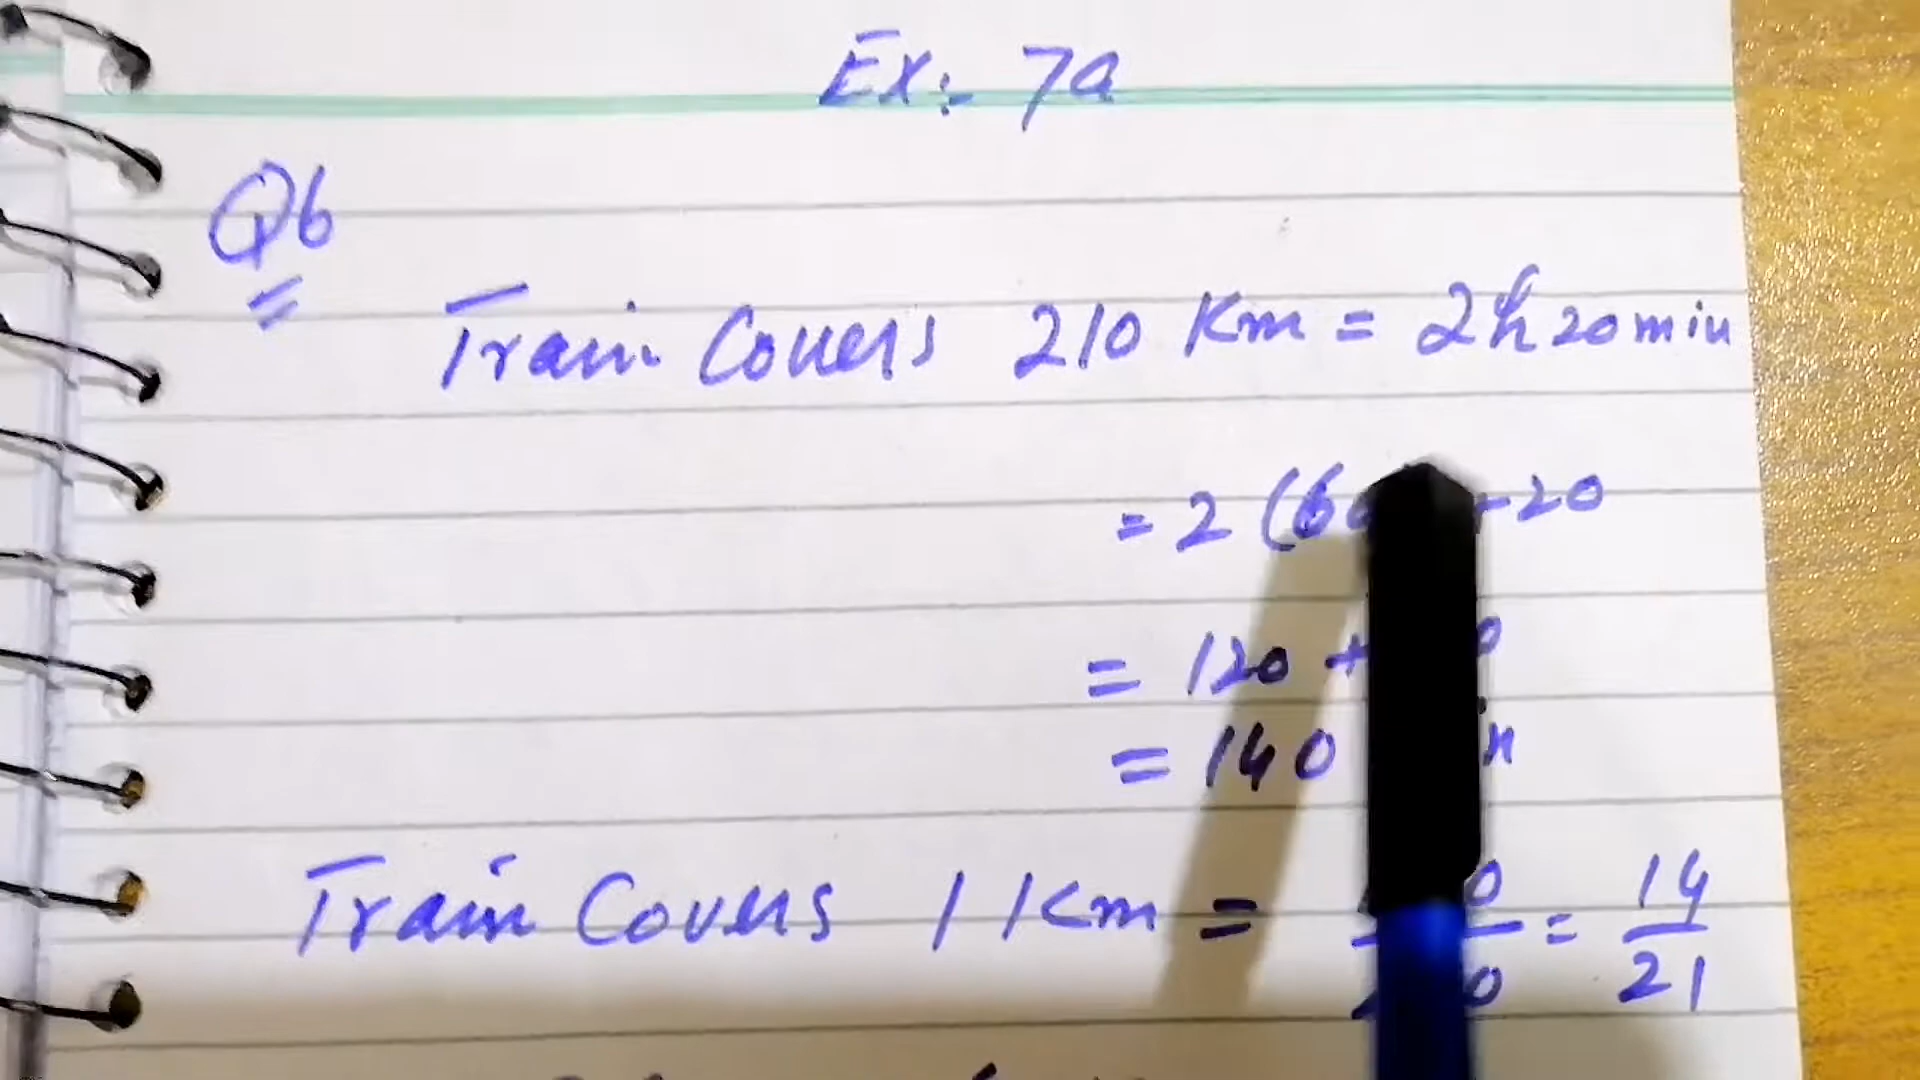 Ex:- 7a
Q6
Train Covers 210 Km = 2h 20 min
= 2 (60 +20
= 120 +
= 140
Train Covers 1 Km = = 14/21